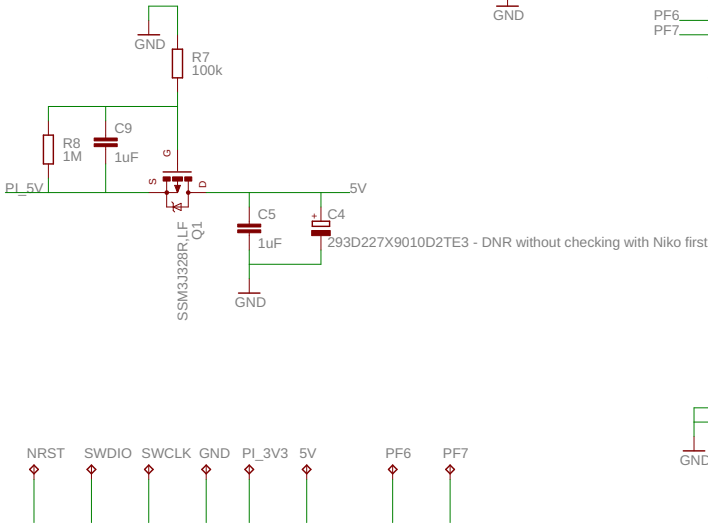 GND
PF6
PF7
GND
R7
100k
C9
1uF
R8
1M
G
S
D
PI_5V
5V
SSM3J328R,LF
Q1
C5
1uF
+
C4
293D227X9010D2TE3 - DNR without checking with Niko first
GND
NRST
SWDIO
SWCLK
GND
PI_3V3
5V
PF6
PF7
GND